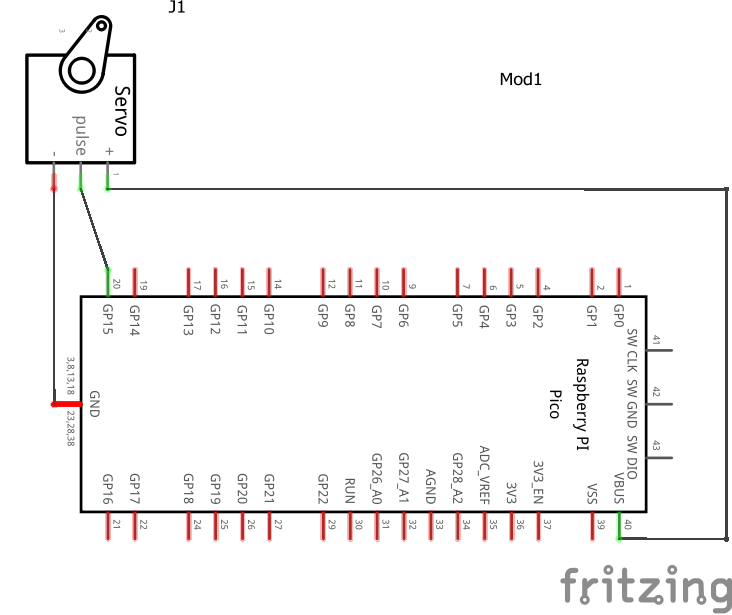 J1
Mod1
3
2
Servo
pulse
-
+
1
20
19
17
16
15
14
12
11
10
9
7
6
5
4
2
1
GP15
GP14
GP13
GP12
GP11
GP10
GP9
GP8
GP7
GP6
GP5
GP4
GP3
GP2
GP1
GP0
3,8,13,18
GND
23,28,38
Raspberry PI
Pico
SW CLK
41
SW GND
42
SW DIO
43
GP16
GP17
GP18
GP19
GP20
GP21
GP22
RUN
GP26_A0
GP27_A1
AGND
GP28_A2
ADC_VREF
3V3
3V3_EN
VSS
VBUS
21
22
24
25
26
27
29
30
31
32
33
34
35
36
37
39
40
fritzing